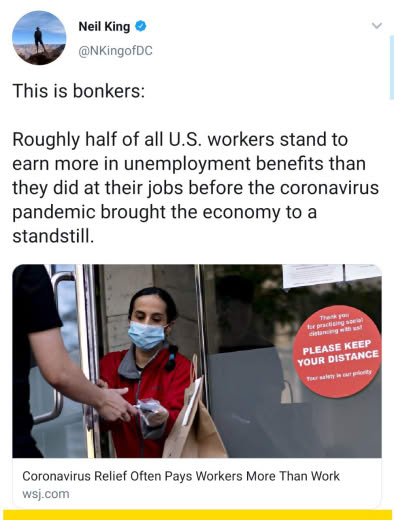 Neil King
@NKingofDC
This is bonkers:
Roughly half of all U.S. workers stand to
earn more in unemployment benefits than
they did at their jobs before the coronavirus
pandemic brought the economy to a
standstill.
Thank you
for practicing social
distancing with us!
PLEASE KEEP
YOUR DISTANCE
Your safety is our priority
Coronavirus Relief Often Pays Workers More Than Work
wsj.com